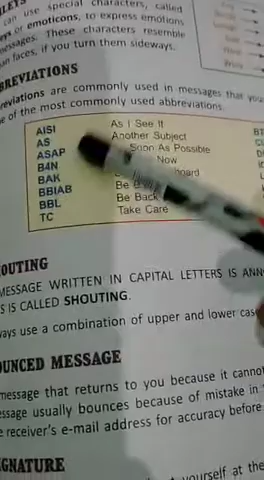 can use special characters, called
or emoticons, to express emotions
messages. These characters resemble
faces, if you turn them sideways.
BREVIATIONS
eviations are commonly used in messages that you
of the most commonly used abbreviations.
AISI As I See It
AS Another Subject
ASAP Soon As Possible
B4N Now
BAK
BBIAB Be
BBL Be Back
TC Take Care
OUTING
MESSAGE WRITTEN IN CAPITAL LETTERS IS ANN
S IS CALLED SHOUTING.
ays use a combination of upper and lower cas
OUNCED MESSAGE
message that returns to you because it cannot
essage usually bounces because of mistake in
e receiver's e-mail address for accuracy before
GNATURE
yourself at the